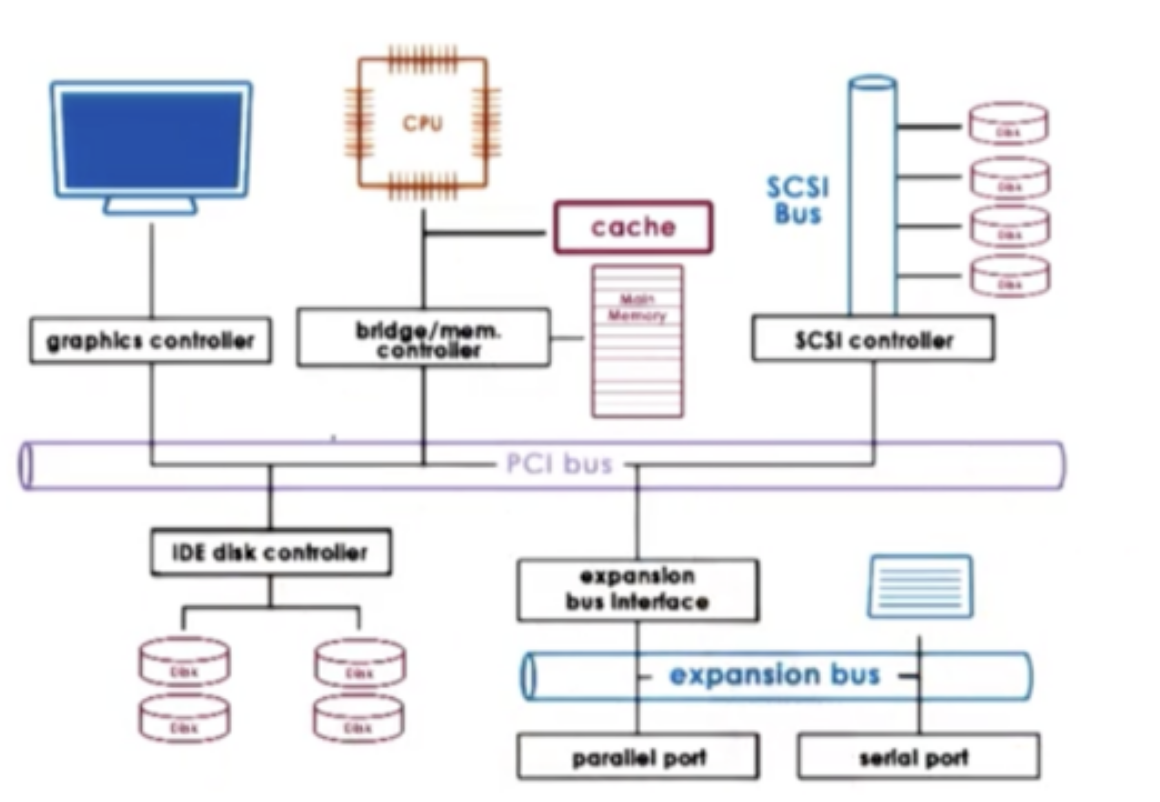 CPU
SCSI
Bus
Disk
Disk
Disk
Disk
cache
Main
Memory
graphics controller
bridge/mem.
controller
SCSI controller
PCI bus
IDE disk controller
expansion
bus interface
Disk
Disk
Disk
Disk
expansion bus
parallel port
serial port